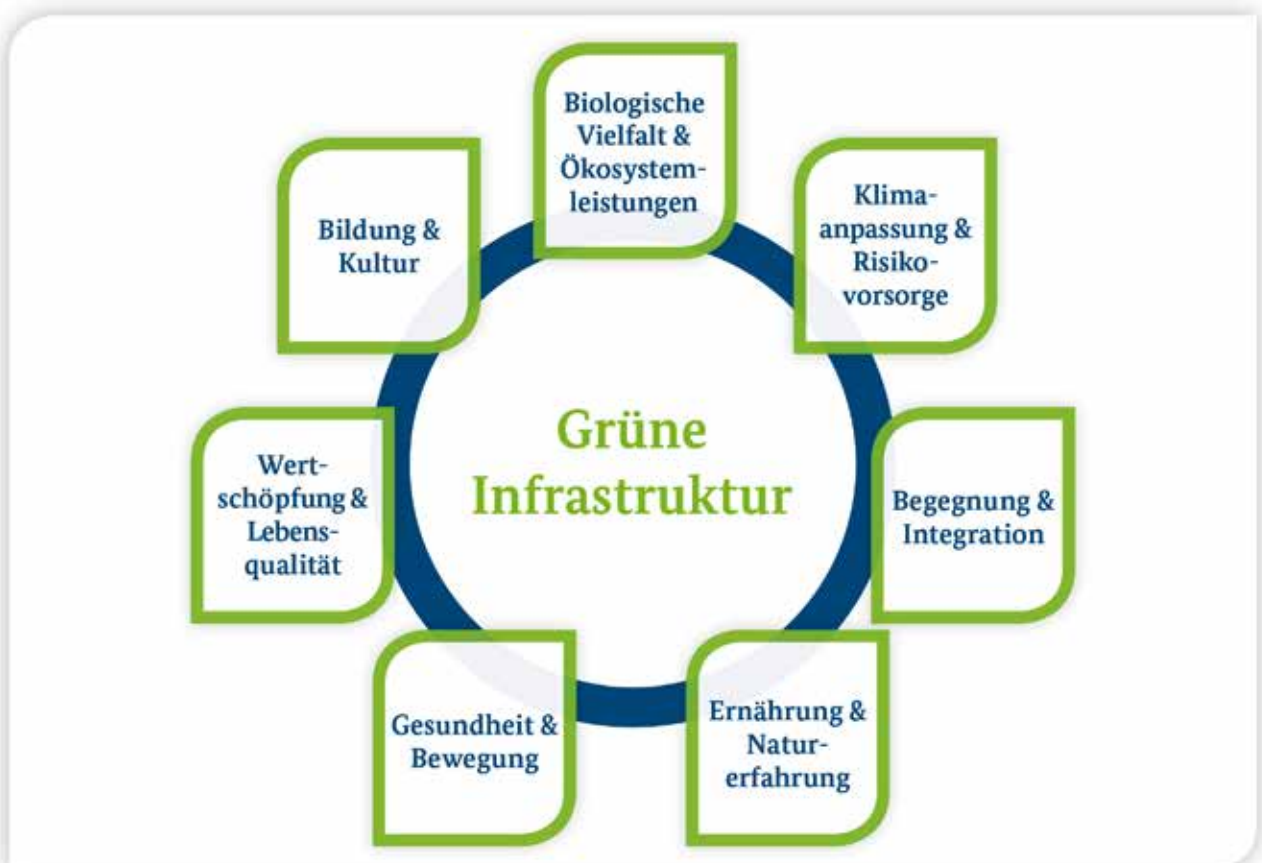 Biologische
Vielfalt &
Ökosystem-
leistungen
Klima-
anpassung &
Risiko-
vorsorge
Begegnung &
Integration
Ernährung &
Natur-
erfahrung
Gesundheit &
Bewegung
Wert-
schöpfung &
Lebens-
qualität
Bildung &
Kultur
Grüne
Infrastruktur